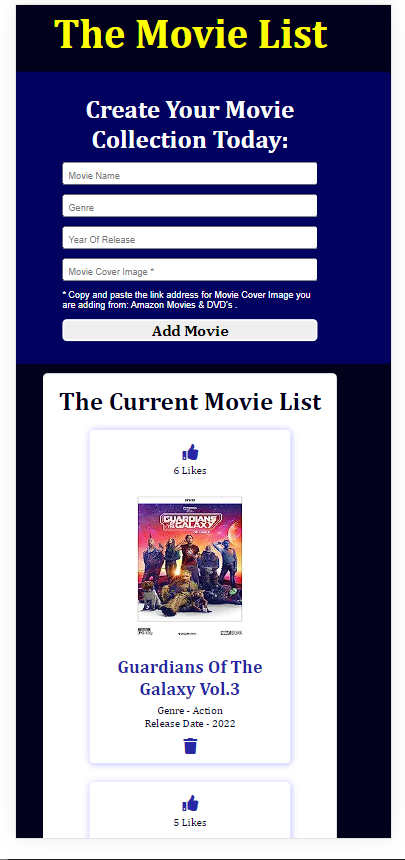 The Movie List
Create Your Movie
Collection Today:
Movie Name
Genre
Year Of Release
Movie Cover Image *
* Copy and paste the link address for Movie Cover Image you
are adding from: Amazon Movies & DVD's .
Add Movie
The Current Movie List
6 Likes
DVD
GUARDIANS
OF THE
GALAXY
Guardians Of The
Galaxy Vol.3
Genre - Action
Release Date - 2022
5 Likes